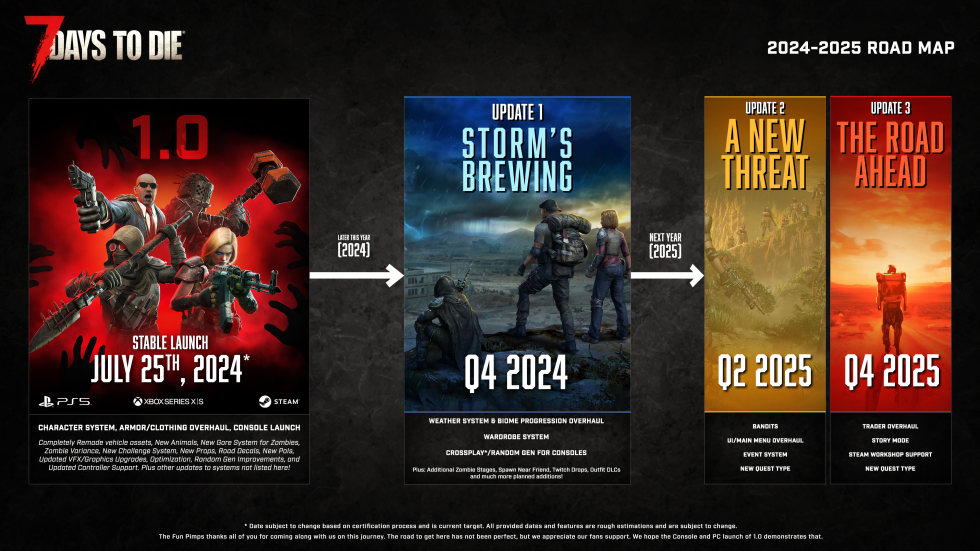 7 DAYS TO DIE
2024-2025 ROAD MAP
1.0
STABLE LAUNCH
JULY 25TH, 2024*
PS5
XBOX SERIES X|S
STEAM
CHARACTER SYSTEM, ARMOR/CLOTHING OVERHAUL, CONSOLE LAUNCH
Completely Remade vehicle assets, New Animals, New Gore System for Zombies,
Zombie Variance, New Challenge System, New Props, Road Decals, New Pois,
Updated VFX/Graphics Upgrades, Optimization, Random Gen Improvements, and
Updated Controller Support. Plus other updates to systems not listed here!
LATER THIS YEAR
(2024)
UPDATE 1
STORM'S
BREWING
Q4 2024
WEATHER SYSTEM & BIOME PROGRESSION OVERHAUL
WARDROBE SYSTEM
CROSSPLAY*/RANDOM GEN FOR CONSOLES
Plus: Additional Zombie Stages, Spawn Near Friend, Twitch Drops, Outfit DLCs
and much more planned additions!
NEXT YEAR
(2025)
UPDATE 2
A NEW
THREAT
Q2 2025
BANDITS
UI/MAIN MENU OVERHAUL
EVENT SYSTEM
NEW QUEST TYPE
UPDATE 3
THE ROAD
AHEAD
Q4 2025
TRADER OVERHAUL
STORY MODE
STEAM WORKSHOP SUPPORT
NEW QUEST TYPE
* Date subject to change based on certification process and is current target. All provided dates and features are rough estimations and are subject to change.
The Fun Pimps thanks all of you for coming along with us on this journey. The road to get here has not been perfect, but we appreciate our fans support. We hope the Console and PC launch of 1.0 demonstrates that.